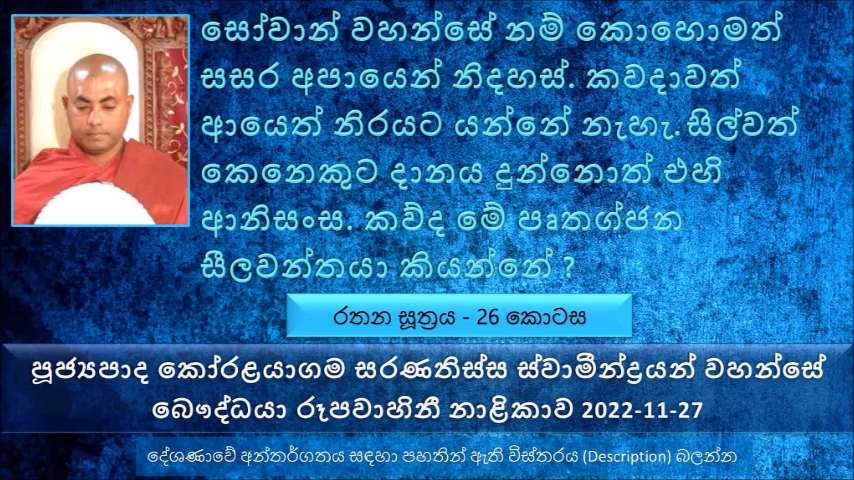 සෝවාන් වහන්සේ නම් කොහොමත්
සසර අපායෙන් නිදහස්. කවදාවත්
ආයෙත් නිරයට යන්නේ නැහැ. සිල්වත්
කෙනෙකුට දානය දුන්නොත් එහි
ආනිසංස. කව්ද මේ පෘතග්ජන
සීලවන්තයා කියන්නේ ?
රතන සූත්‍රය - 26 කොටස
පූජ්‍යපාද කෝරළයාගම සරණතිස්ස ස්වාමීන්ද්‍රයන් වහන්සේ
බෞද්ධයා රූපවාහිනී නාළිකාව 2022-11-27
දේශණාවේ අන්තර්ගතය සඳහා පහතින් ඇති විස්තරය (Description) බලන්න